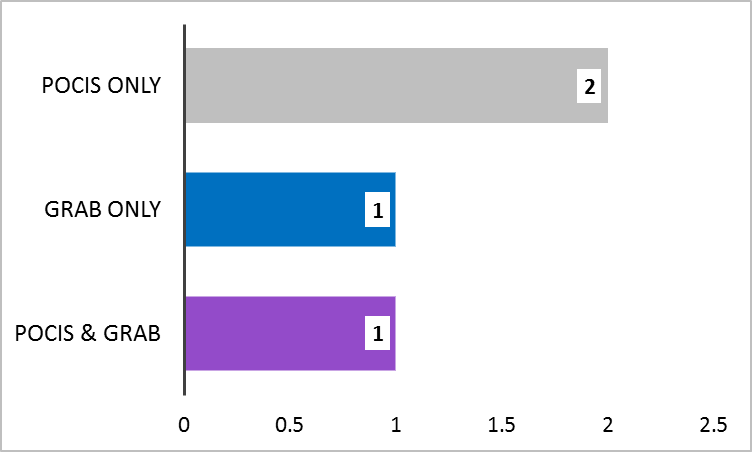 POCIS ONLY
2
GRAB ONLY
1
POCIS & GRAB
1
0 0.5 1 1.5 2 2.5